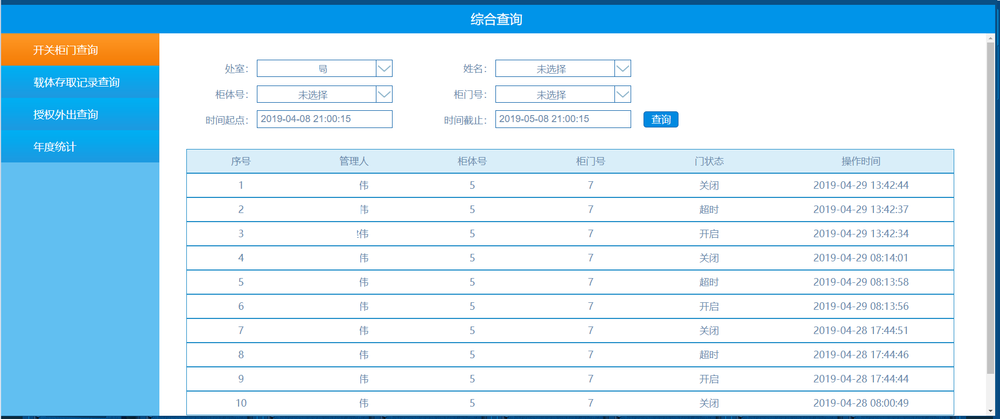 综合查询
开关柜门查询
载体存取记录查询
授权外出查询
年度统计
处室： 局 姓名： 未选择
柜体号： 未选择 柜门号： 未选择
时间起点： 2019-04-08 21:00:15 时间截止： 2019-05-08 21:00:15 查询
序号 管理人 柜体号 柜门号 门状态 操作时间
1 伟 5 7 关闭 2019-04-29 13:42:44
2 伟 5 7 超时 2019-04-29 13:42:37
3 伟 5 7 开启 2019-04-29 13:42:34
4 伟 5 7 关闭 2019-04-29 08:14:01
5 伟 5 7 超时 2019-04-29 08:13:58
6 伟 5 7 开启 2019-04-29 08:13:56
7 伟 5 7 关闭 2019-04-28 17:44:51
8 伟 5 7 超时 2019-04-28 17:44:46
9 伟 5 7 开启 2019-04-28 17:44:44
10 伟 5 7 关闭 2019-04-28 08:00:49